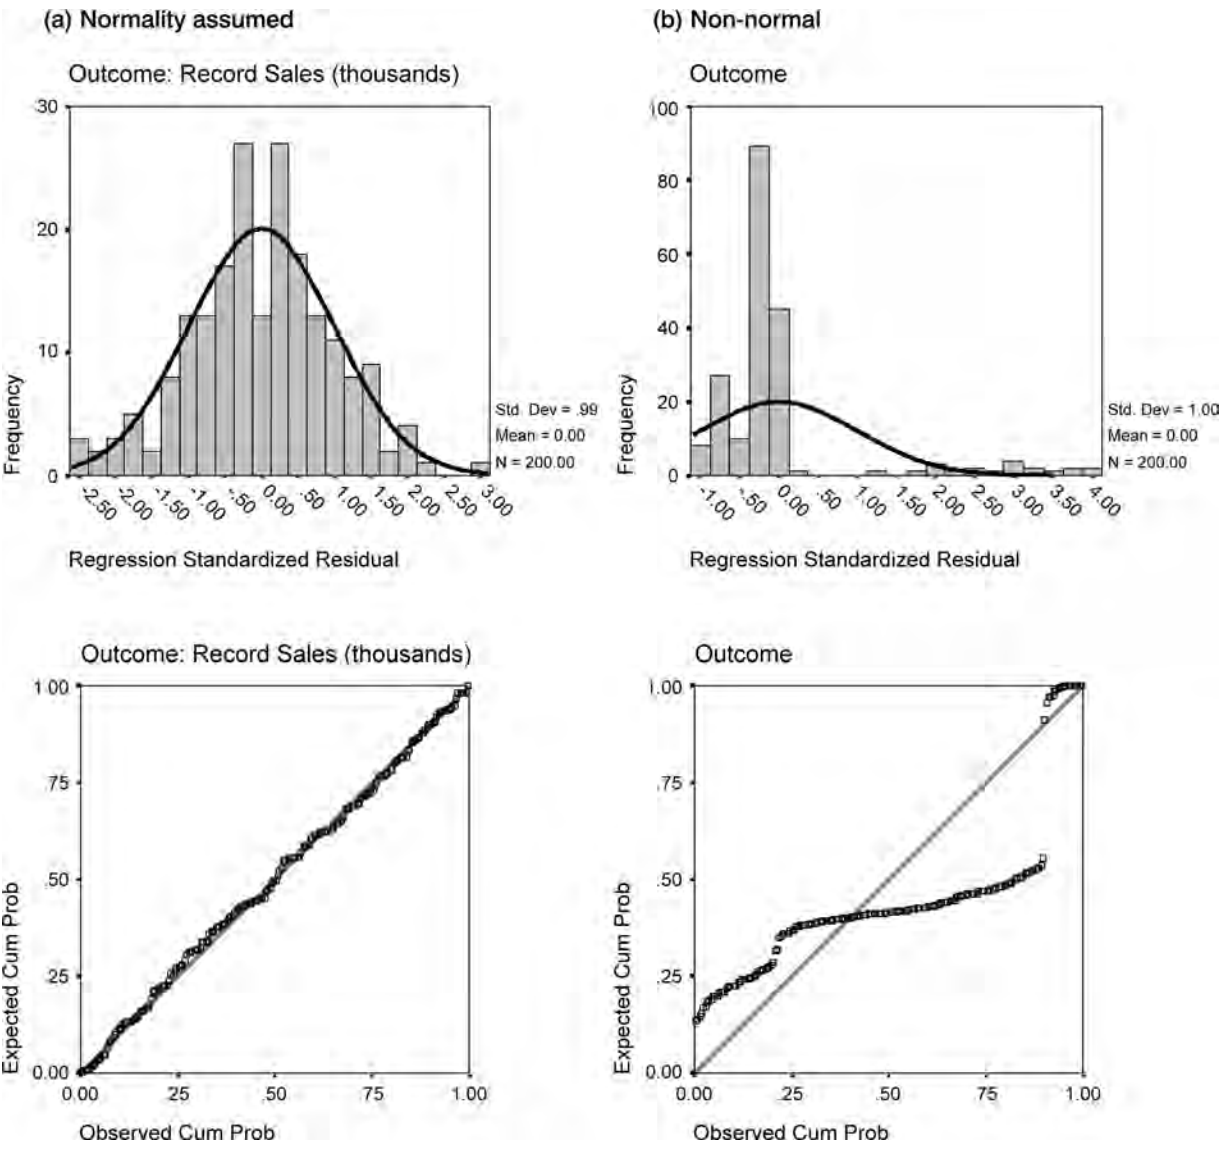 (a) Normality assumed
Outcome: Record Sales (thousands)
30
20
10
0
Frequency
-2.50
-2.00
-1.50
-1.00
-.50
0.00
.50
1.00
1.50
2.00
2.50
3.00
Std. Dev = .99
Mean = 0.00
N = 200.00
Regression Standardized Residual
(b) Non-normal
Outcome
100
80
60
40
20
0
Frequency
-1.00
-.50
0.00
.50
1.00
1.50
2.00
2.50
3.00
3.50
4.00
Std. Dev = 1.00
Mean = 0.00
N = 200.00
Regression Standardized Residual
Outcome: Record Sales (thousands)
1.00
.75
.50
.25
0.00
Expected Cum Prob
0.00
.25
.50
.75
1.00
Observed Cum Prob
Outcome
1.00
.75
.50
.25
0.00
Expected Cum Prob
0.00
.25
.50
.75
1.00
Observed Cum Prob